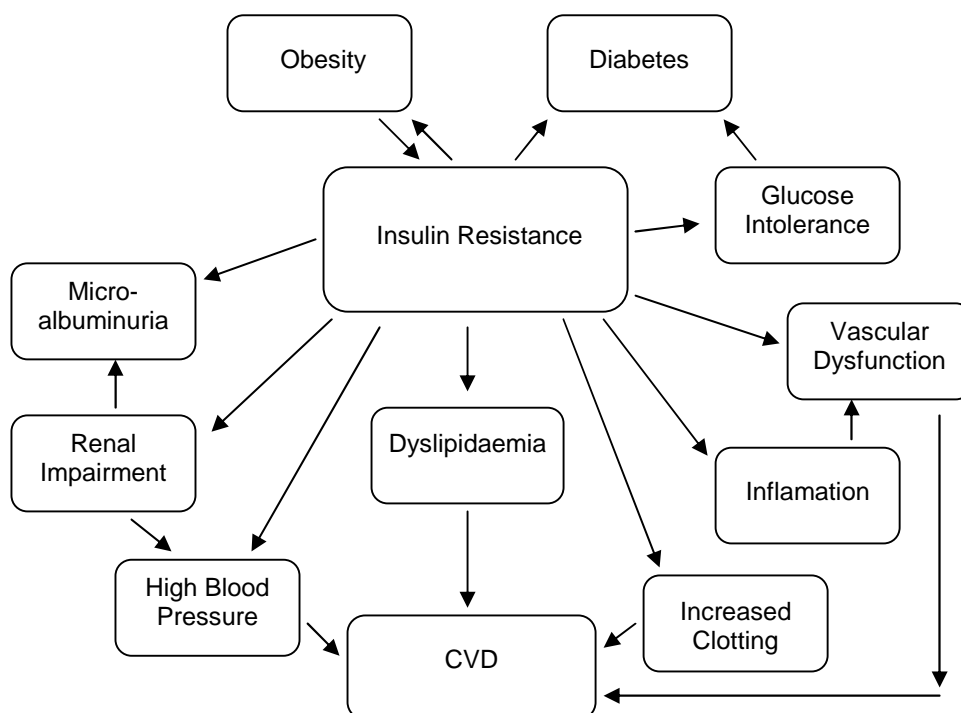 Obesity
Diabetes
Glucose
Intolerance
Insulin Resistance
Micro-
albuminuria
Vascular
Dysfunction
Renal
Impairment
Dyslipidaemia
Inflamation
High Blood
Pressure
Increased
Clotting
CVD